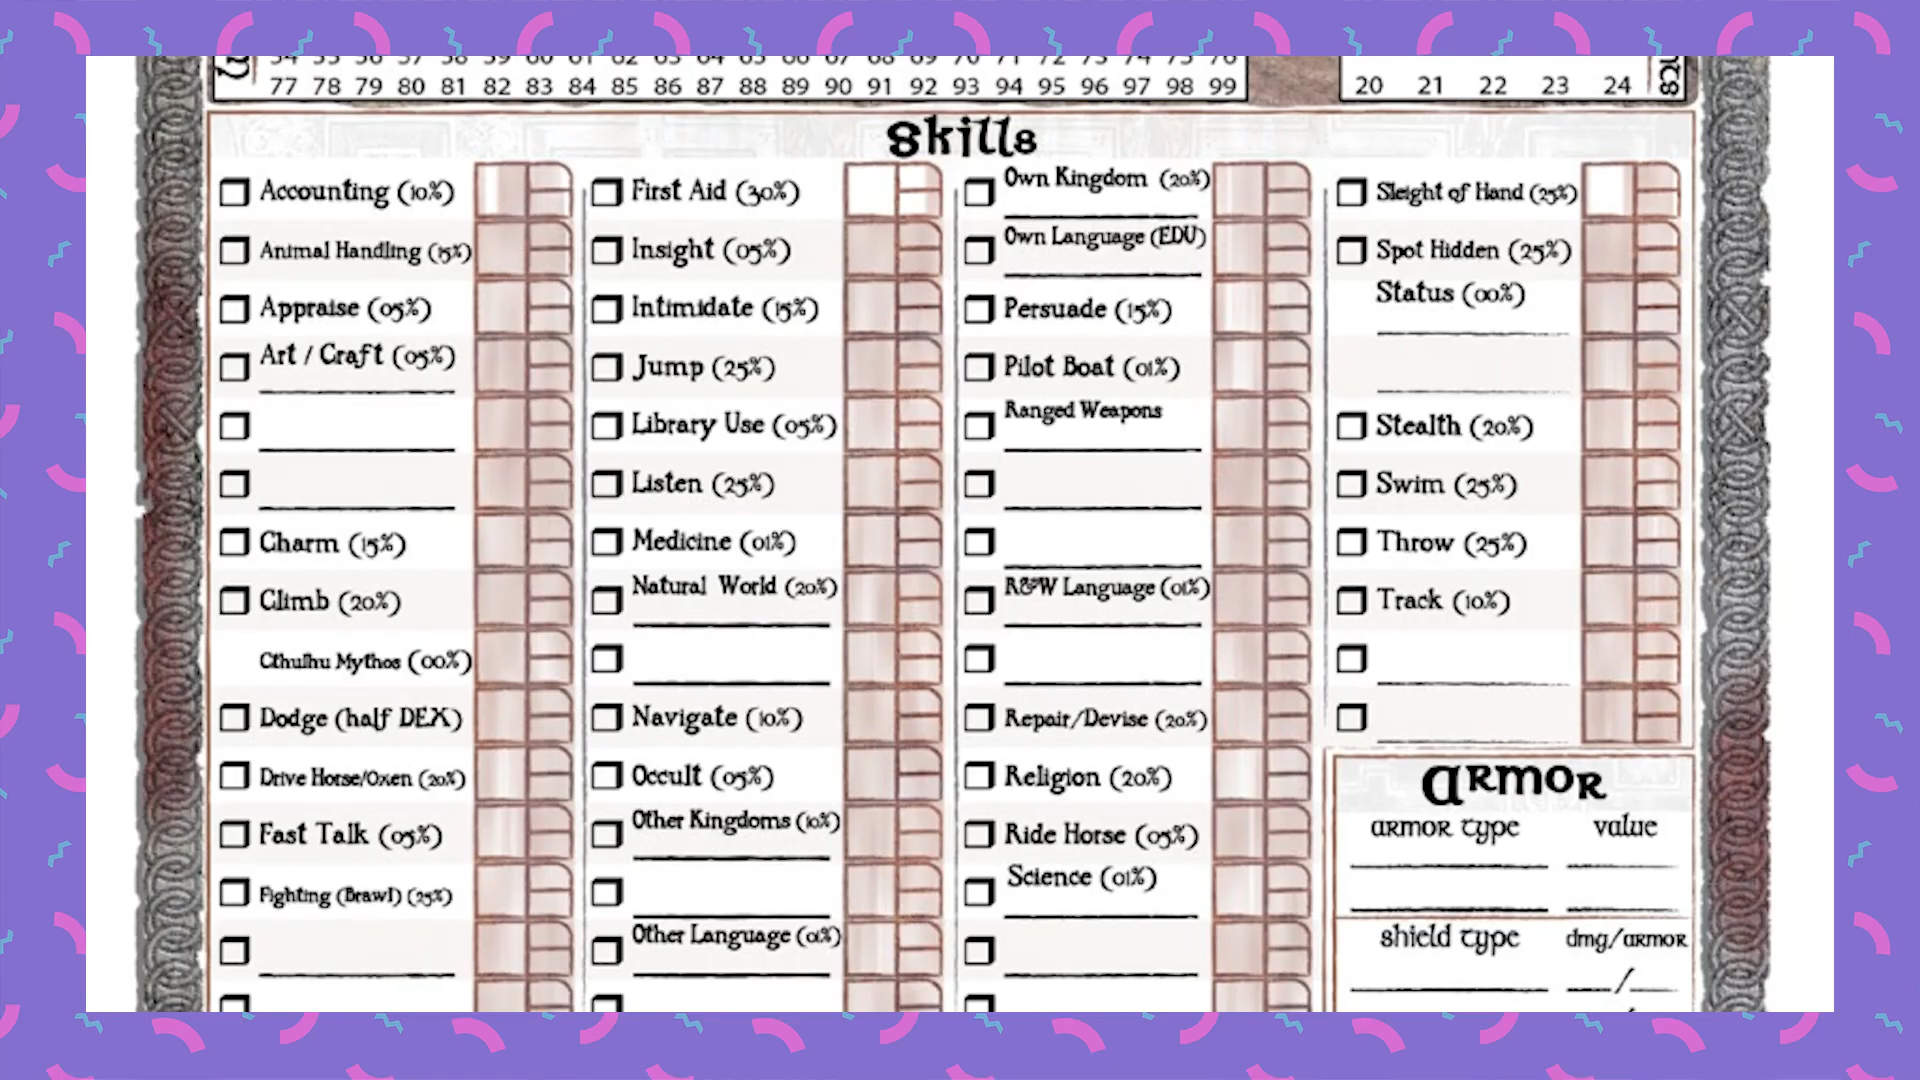 77 78 79 80 81 82 83 84 85 86 87 88 89 90 91 92 93 94 95 96 97 98 99
20 21 22 23 24
Skills
Accounting (10%)
Animal Handling (15%)
Appraise (05%)
Art / Craft (05%)
Charm (15%)
Climb (20%)
Cthulhu Mythos (00%)
Dodge (half DEX)
Drive Horse/Oxen (20%)
Fast Talk (05%)
Fighting (Brawl) (25%)
First Aid (30%)
Insight (05%)
Intimidate (15%)
Jump (25%)
Library Use (05%)
Listen (25%)
Medicine (01%)
Natural World (20%)
Navigate (10%)
Occult (05%)
Other Kingdoms (10%)
Other Language (01%)
Own Kingdom (20%)
Own Language (EDU)
Persuade (15%)
Pilot Boat (01%)
Ranged Weapons
R&W Language (01%)
Repair/Devise (20%)
Religion (20%)
Ride Horse (05%)
Science (01%)
Sleight of Hand (25%)
Spot Hidden (25%)
Status (00%)
Stealth (20%)
Swim (25%)
Throw (25%)
Track (10%)
Armor
armor type value
shield type dmg/armor
/